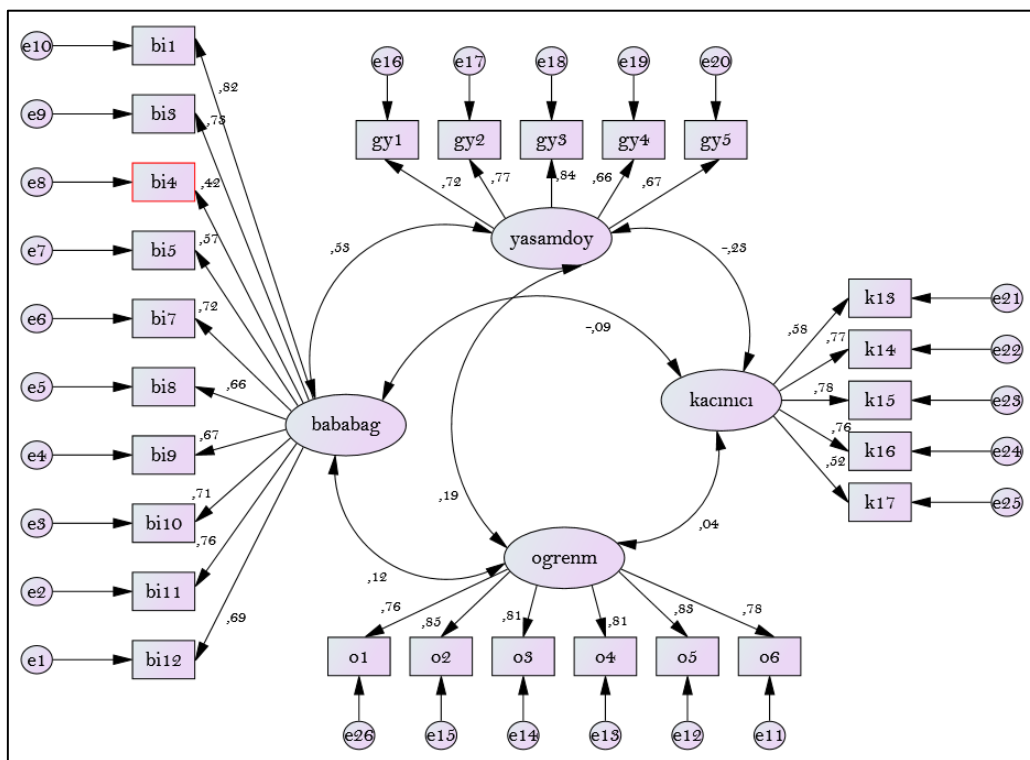 e10
bi1
,82
e9
bi3
,73
e8
bi4
,42
e7
bi5
,57
e6
bi7
,72
e5
bi8
,66
e4
bi9
,67
e3
bi10
,71
e2
bi11
,76
e1
bi12
,69
bababag
e16
e17
e18
e19
e20
gy1
gy2
gy3
gy4
gy5
,72
,77
,84
,66
,67
yasamdoy
,53
-,23
-,09
,19
,12
,04
kacınıcı
,58
k13
e21
,77
k14
e22
,78
k15
e23
,76
k16
e24
,52
k17
e25
ogrenm
,76
,85
,81
,81
,83
,78
o1
o2
o3
o4
o5
o6
e26
e15
e14
e13
e12
e11